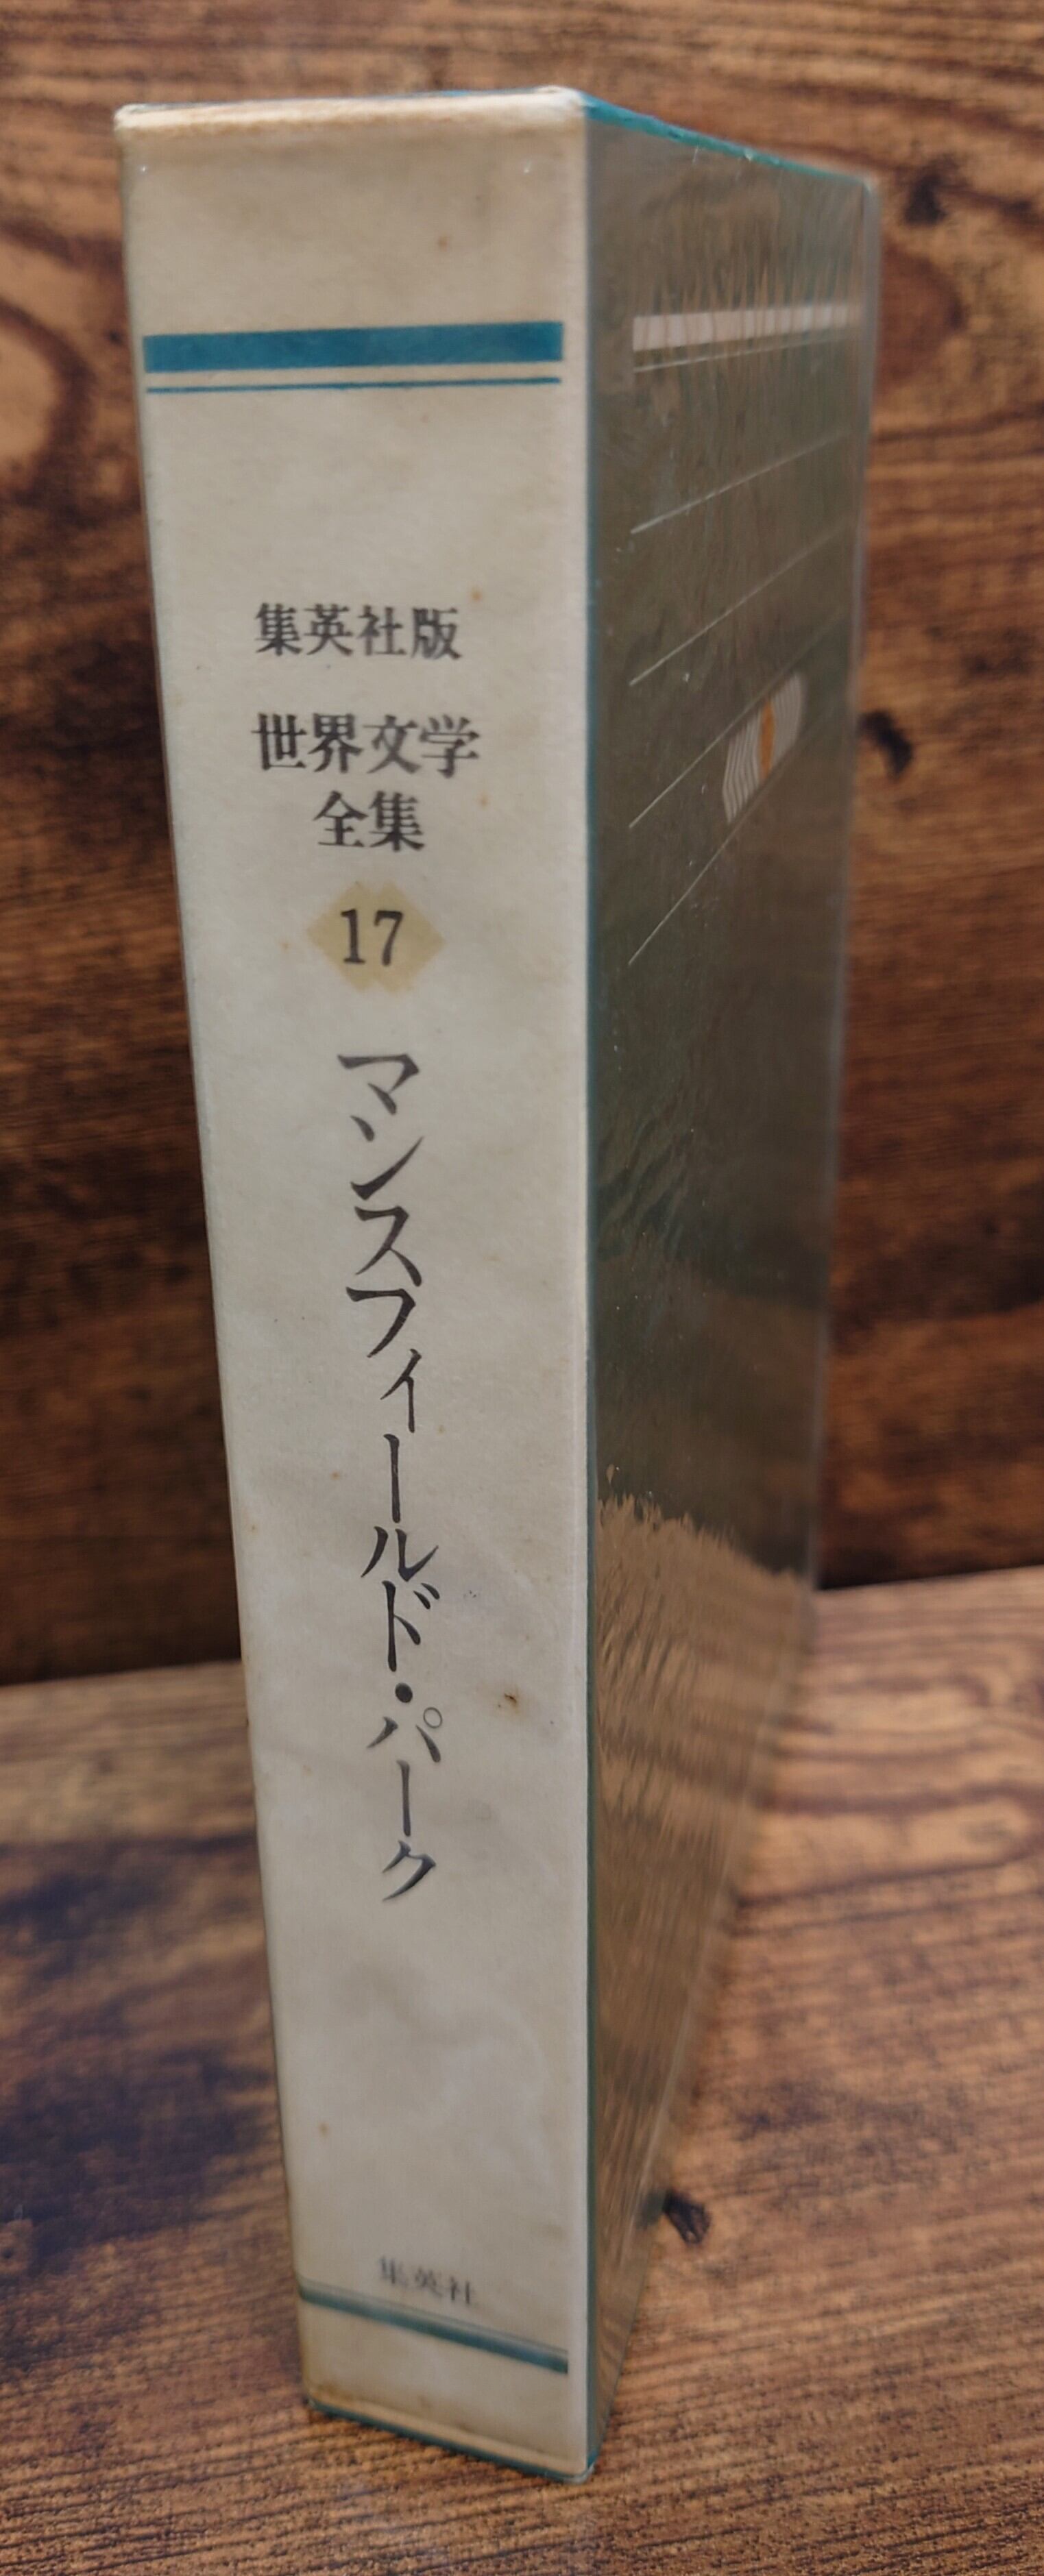 集英社版
世界文学
全集
17
マンスフィールド・パーク
集英社